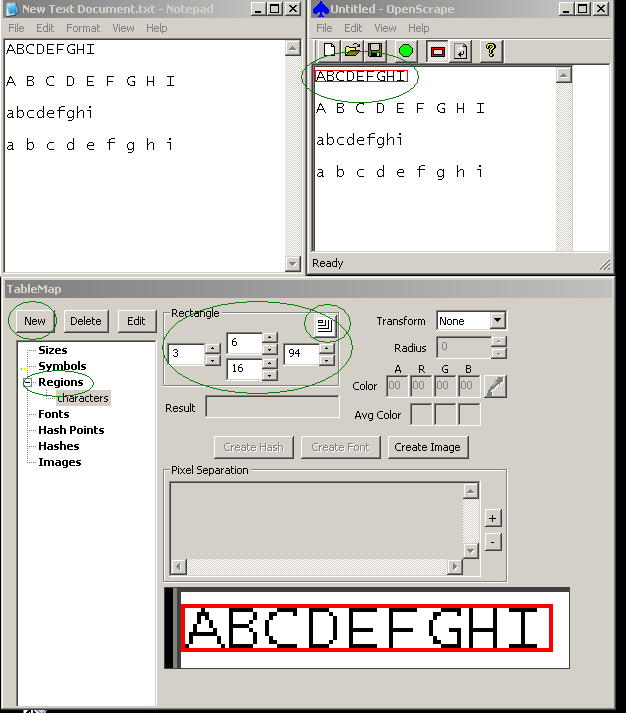 New Text Document.txt - Notepad
File Edit Format View Help
ABCDEFGHI
A B C D E F G H I
abcdefghi
a b c d e f g h i
Untitled - OpenScrape
File Edit View Help
ABCDEFGHI
A B C D E F G H I
abcdefghi
a b c d e f g h i
Ready
TableMap
New Delete Edit
Sizes
Symbols
Regions
characters
Fonts
Hash Points
Hashes
Images
Rectangle
3 6 16 94
Transform None
Radius 0
A R G B
Color 00 00 00 00
Avg Color
Result
Create Hash Create Font Create Image
Pixel Separation
+
-
ABCDEFGHI